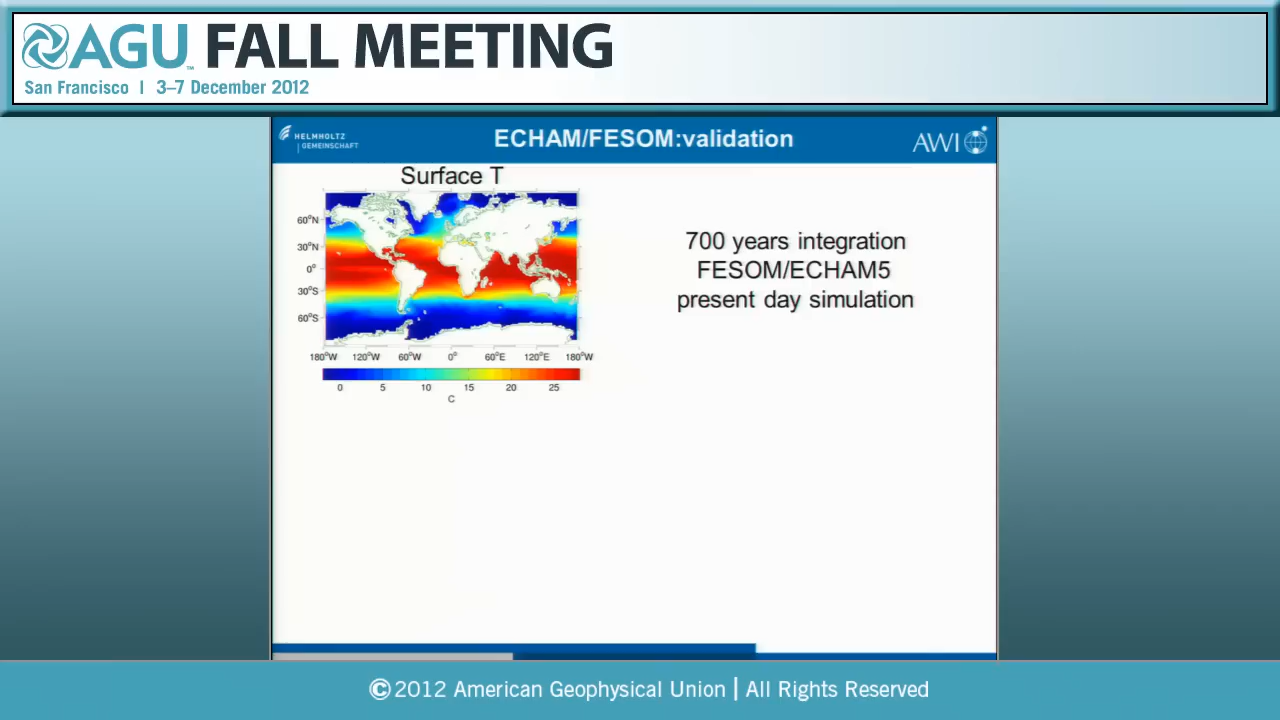 AGU FALL MEETING
San Francisco | 3–7 December 2012
HELMHOLTZ
GEMEINSCHAFT
ECHAM/FESOM:validation
AWI
Surface T
60°N
30°N
0°
30°S
60°S
180°W 120°W 60°W 0° 60°E 120°E 180°W
0 5 10 15 20 25
C
700 years integration
FESOM/ECHAM5
present day simulation
©2012 American Geophysical Union | All Rights Reserved